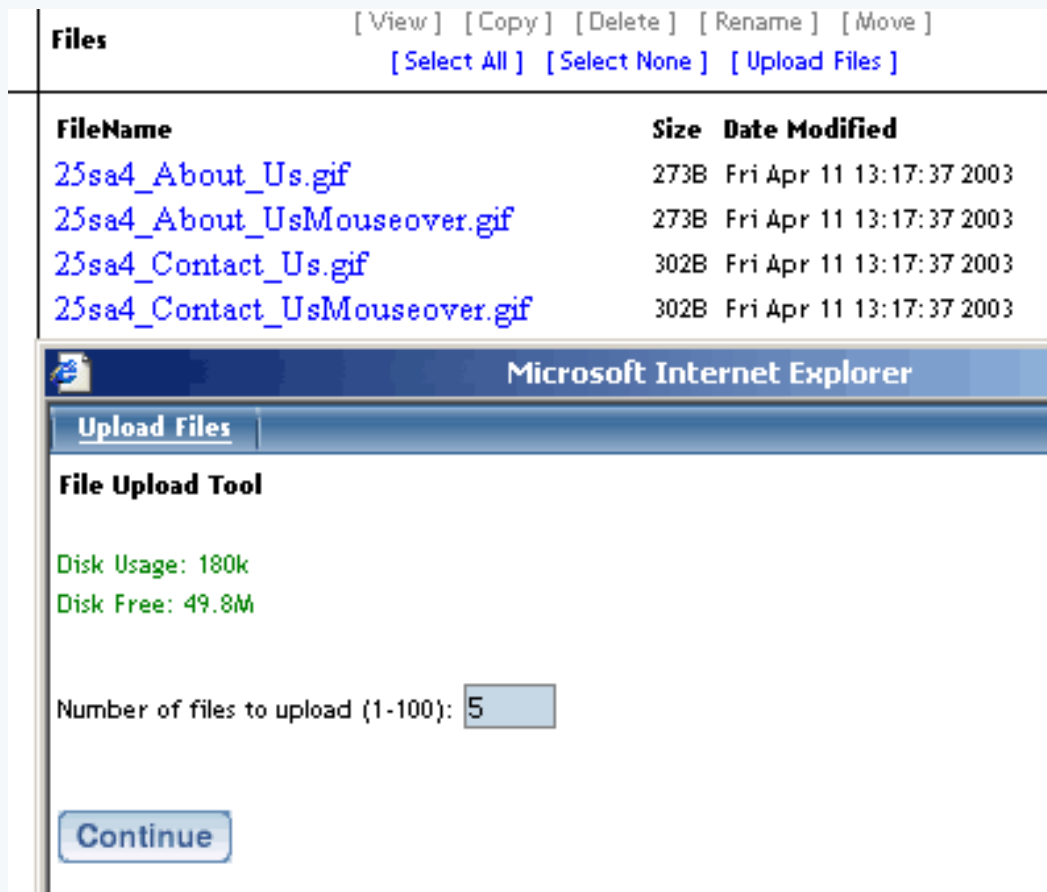 Files [ View ] [ Copy ] [ Delete ] [ Rename ] [ Move ]
[ Select All ] [ Select None ] [ Upload Files ]
FileName Size Date Modified
25sa4_About_Us.gif 273B Fri Apr 11 13:17:37 2003
25sa4_About_UsMouseover.gif 273B Fri Apr 11 13:17:37 2003
25sa4_Contact_Us.gif 302B Fri Apr 11 13:17:37 2003
25sa4_Contact_UsMouseover.gif 302B Fri Apr 11 13:17:37 2003
Microsoft Internet Explorer
Upload Files
File Upload Tool
Disk Usage: 180k
Disk Free: 49.8M
Number of files to upload (1-100): 5
Continue